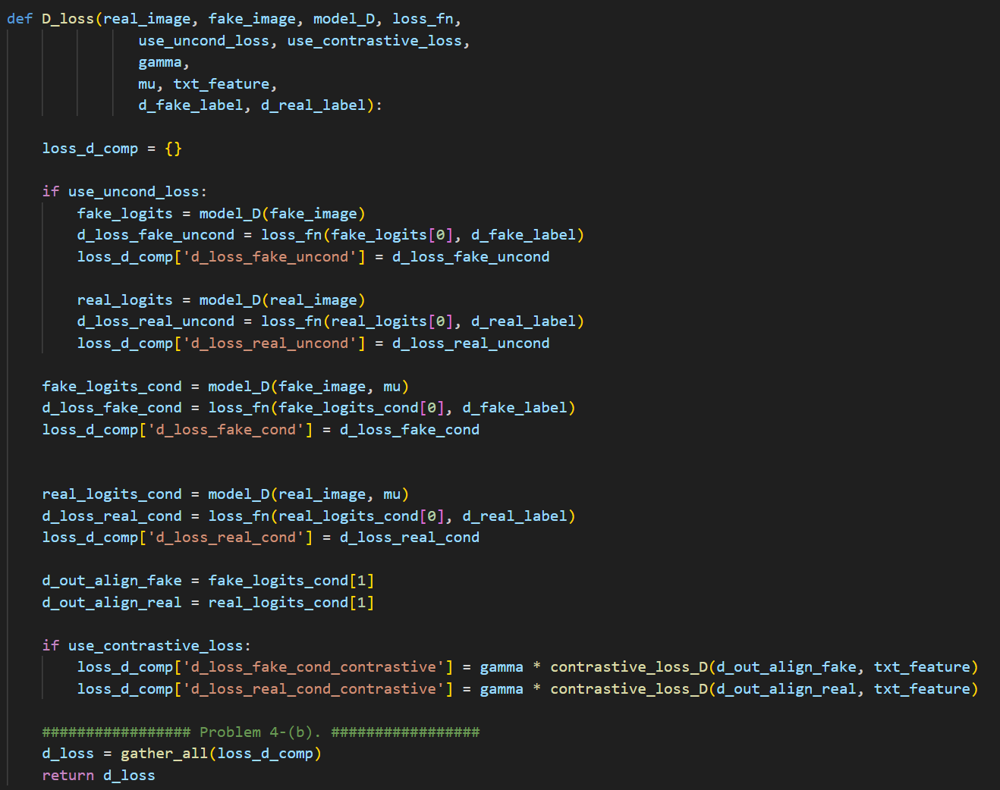 def D_loss(real_image, fake_image, model_D, loss_fn,
use_uncond_loss, use_contrastive_loss,
gamma,
mu, txt_feature,
d_fake_label, d_real_label):
loss_d_comp = {}
if use_uncond_loss:
fake_logits = model_D(fake_image)
d_loss_fake_uncond = loss_fn(fake_logits[0], d_fake_label)
loss_d_comp['d_loss_fake_uncond'] = d_loss_fake_uncond
real_logits = model_D(real_image)
d_loss_real_uncond = loss_fn(real_logits[0], d_real_label)
loss_d_comp['d_loss_real_uncond'] = d_loss_real_uncond
fake_logits_cond = model_D(fake_image, mu)
d_loss_fake_cond = loss_fn(fake_logits_cond[0], d_fake_label)
loss_d_comp['d_loss_fake_cond'] = d_loss_fake_cond
real_logits_cond = model_D(real_image, mu)
d_loss_real_cond = loss_fn(real_logits_cond[0], d_real_label)
loss_d_comp['d_loss_real_cond'] = d_loss_real_cond
d_out_align_fake = fake_logits_cond[1]
d_out_align_real = real_logits_cond[1]
if use_contrastive_loss:
loss_d_comp['d_loss_fake_cond_contrastive'] = gamma * contrastive_loss_D(d_out_align_fake, txt_feature)
loss_d_comp['d_loss_real_cond_contrastive'] = gamma * contrastive_loss_D(d_out_align_real, txt_feature)
################# Problem 4-(b). #################
d_loss = gather_all(loss_d_comp)
return d_loss